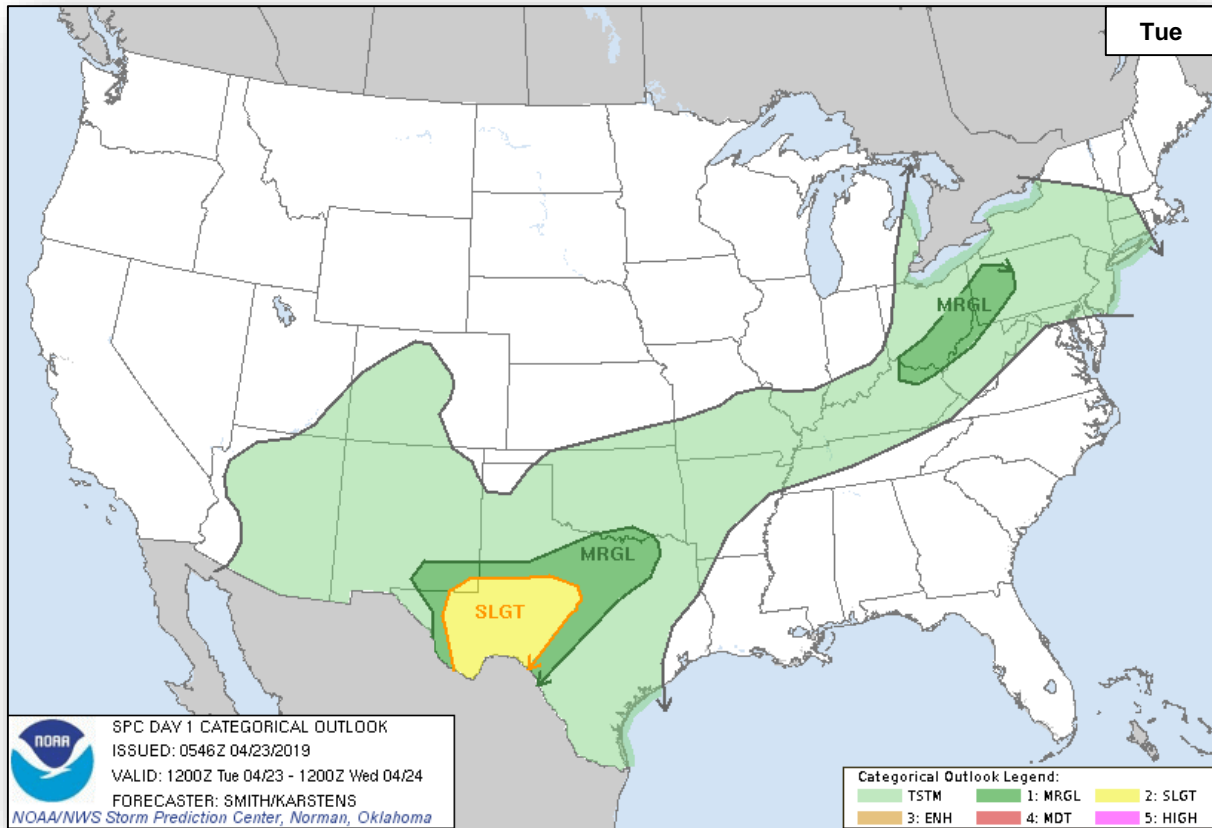 Tue
MRGL
MRGL
SLGT
NOAA
SPC DAY 1 CATEGORICAL OUTLOOK
ISSUED: 0546Z 04/23/2019
VALID: 1200Z Tue 04/23 - 1200Z Wed 04/24
FORECASTER: SMITH/KARSTENS
NOAA/NWS Storm Prediction Center, Norman, Oklahoma
Categorical Outlook Legend:
TSTM 1: MRGL 2: SLGT
3: ENH 4: MDT 5: HIGH